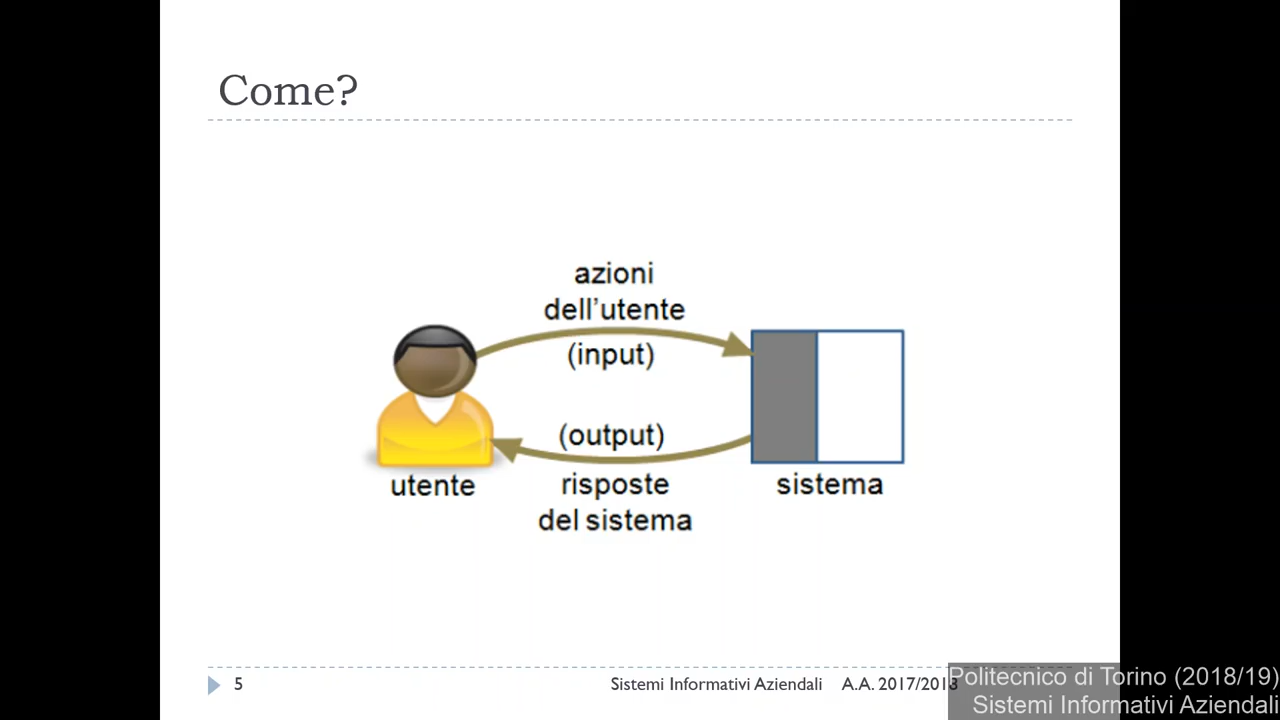 Come?
azioni
dell'utente
(input)
(output)
utente
risposte
del sistema
sistema
5
Sistemi Informativi Aziendali
A.A. 2017/2018
Politecnico di Torino (2018/19)
Sistemi Informativi Aziendali